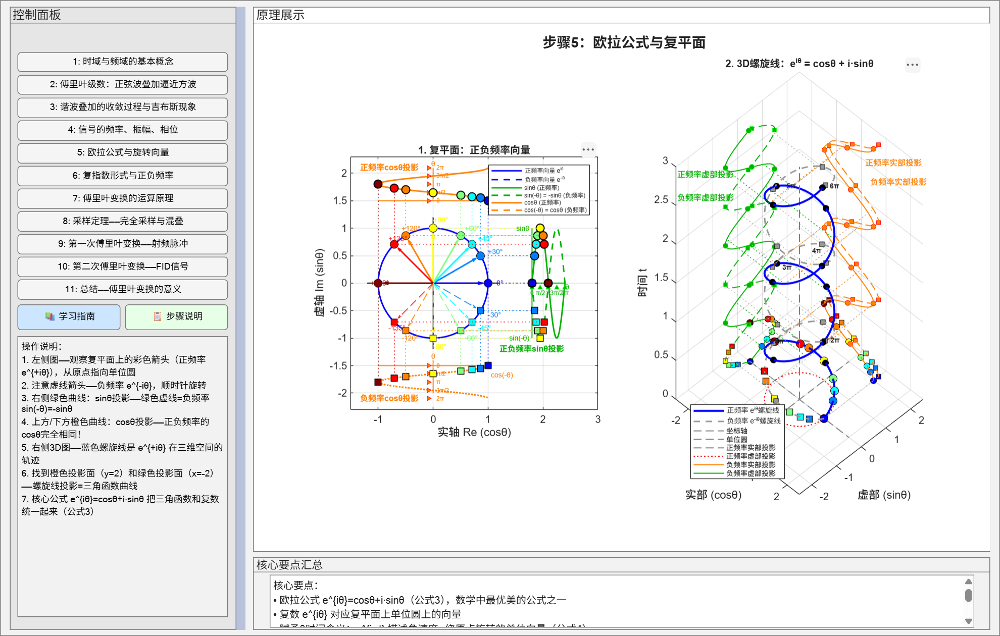 控制面板
1: 时域与频域的基本概念
2: 傅里叶级数：正弦波叠加逼近方波
3: 谐波叠加的收敛过程与吉布斯现象
4: 信号的频率、振幅、相位
5: 欧拉公式与旋转向量
6: 复指数形式与正负频率
7: 傅里叶变换的运算原理
8: 采样定理——完全采样与混叠
9: 第一次傅里叶变换——射频脉冲
10: 第二次傅里叶变换——FID信号
11: 总结——傅里叶变换的意义
学习指南
步骤说明
操作说明：
1. 左侧图——观察复平面上的彩色箭头（正频率
e^{+iθ}），从原点指向单位圆
2. 注意虚线箭头——负频率 e^{-iθ}，顺时针旋转
3. 右侧绿色曲线：sinθ投影——绿色虚线=负频率
sin(-θ)=-sinθ
4. 上方/下方橙色曲线：cosθ投影——正负频率的
cosθ完全相同！
5. 右侧3D图——蓝色螺旋线是 e^{+iθ} 在三维空间的
轨迹
6. 找到橙色投影面（y=2）和绿色投影面（x=-2）
——螺旋线投影=三角函数曲线
7. 核心公式 e^{iθ}=cosθ+i·sinθ 把三角函数和复数
统一起来（公式3）
原理展示
步骤5：欧拉公式与复平面
1. 复平面：正负频率向量
正频率cosθ投影
θ
2π
3π/2
π
π/2
0
正频率向量 e^{iθ}
负频率向量 e^{-iθ}
sinθ (正频率)
sin(-θ) = -sinθ (负频率)
cosθ (正频率)
cos(-θ) = cosθ (负频率)
+90°
+120°
+60°
+135°
+45°
+30°
0°
-30°
-45°
-135°
-120°
-60°
-90°
sinθ
sin(-θ)
θ
0
π/2
3π/2
2π
正负频率sinθ投影
θ
0
π/2
π
3π/2
2π
cos(-θ)
负频率cosθ投影
2
1.5
1
0.5
0
-0.5
-1
-1.5
-2
虚轴 Im (sinθ)
-1
0
1
2
3
实轴 Re (cosθ)
2. 3D螺旋线：e^{iθ} = cosθ + i·sinθ
正频率虚部投影
负频率虚部投影
正频率实部投影
负频率实部投影
6π
5π
4π
3π
2π
π
3
2.5
2
1.5
1
0.5
0
时间 t
-2
2
实部 (cosθ)
-2
-1
0
1
2
虚部 (sinθ)
正频率 e^{iθ}螺旋线
负频率 e^{-iθ}螺旋线
坐标轴
单位圆
正频率实部投影
正频率虚部投影
负频率实部投影
负频率虚部投影
核心要点汇总
核心要点：
• 欧拉公式 e^{iθ}=cosθ+i·sinθ（公式3），数学中最优美的公式之一
• 复数 e^{iθ} 对应复平面上单位圆上的向量